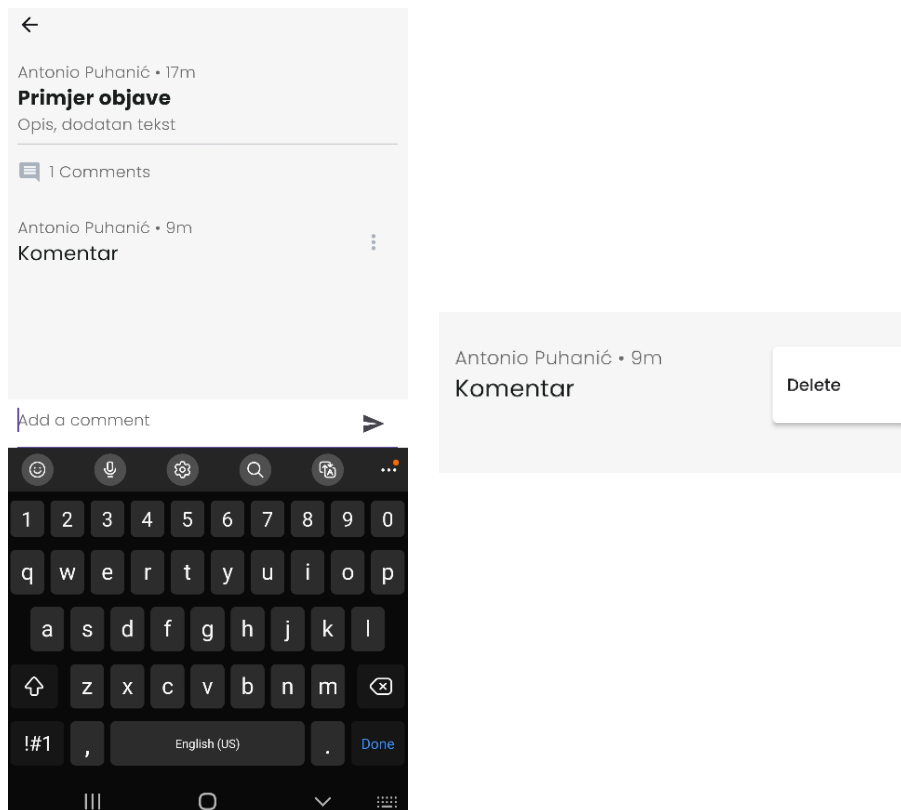 Antonio Puhanić • 17m
Primjer objave
Opis, dodatan tekst
1 Comments
Antonio Puhanić • 9m
Komentar
Add a comment
1 2 3 4 5 6 7 8 9 0
q w e r t y u i o p
a s d f g h j k l
z x c v b n m
!#1 , English (US) . Done
Antonio Puhanić • 9m
Komentar
Delete